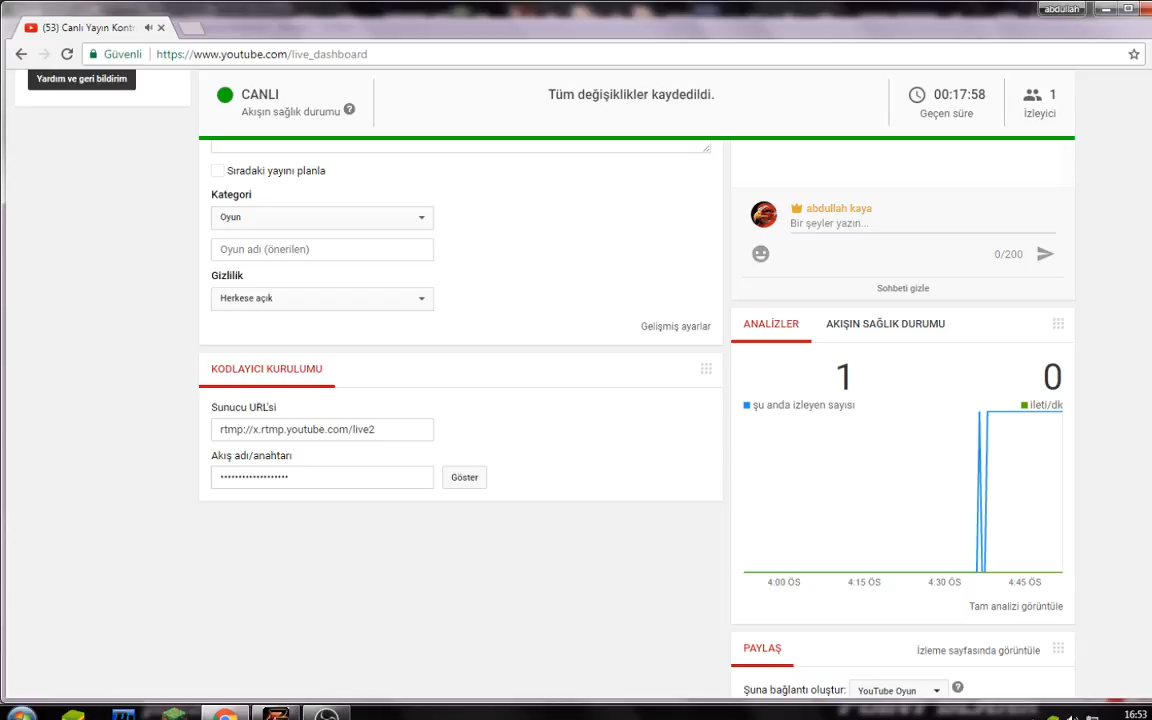 abdullah
(53) Canlı Yayın Kontr
Güvenli
https://www.youtube.com/live_dashboard
Yardım ve geri bildirim
CANLI
Akışın sağlık durumu
Tüm değişiklikler kaydedildi.
00:17:58
Geçen süre
1
İzleyici
Sıradaki yayını planla
Kategori
Oyun
Oyun adı (önerilen)
Gizlilik
Herkese açık
Gelişmiş ayarlar
KODLAYICI KURULUMU
Sunucu URL'si
rtmp://x.rtmp.youtube.com/live2
Akış adı/anahtarı
••••••••••••••••••• Göster
abdullah kaya
Bir şeyler yazın...
0/200
Sohbeti gizle
ANALİZLER AKIŞIN SAĞLIK DURUMU
1 0
şu anda izleyen sayısı ileti/dk
4:00 ÖS 4:15 ÖS 4:30 ÖS 4:45 ÖS
Tam analizi görüntüle
PAYLAŞ İzleme sayfasında görüntüle
Şuna bağlantı oluştur: YouTube Oyun
16:53